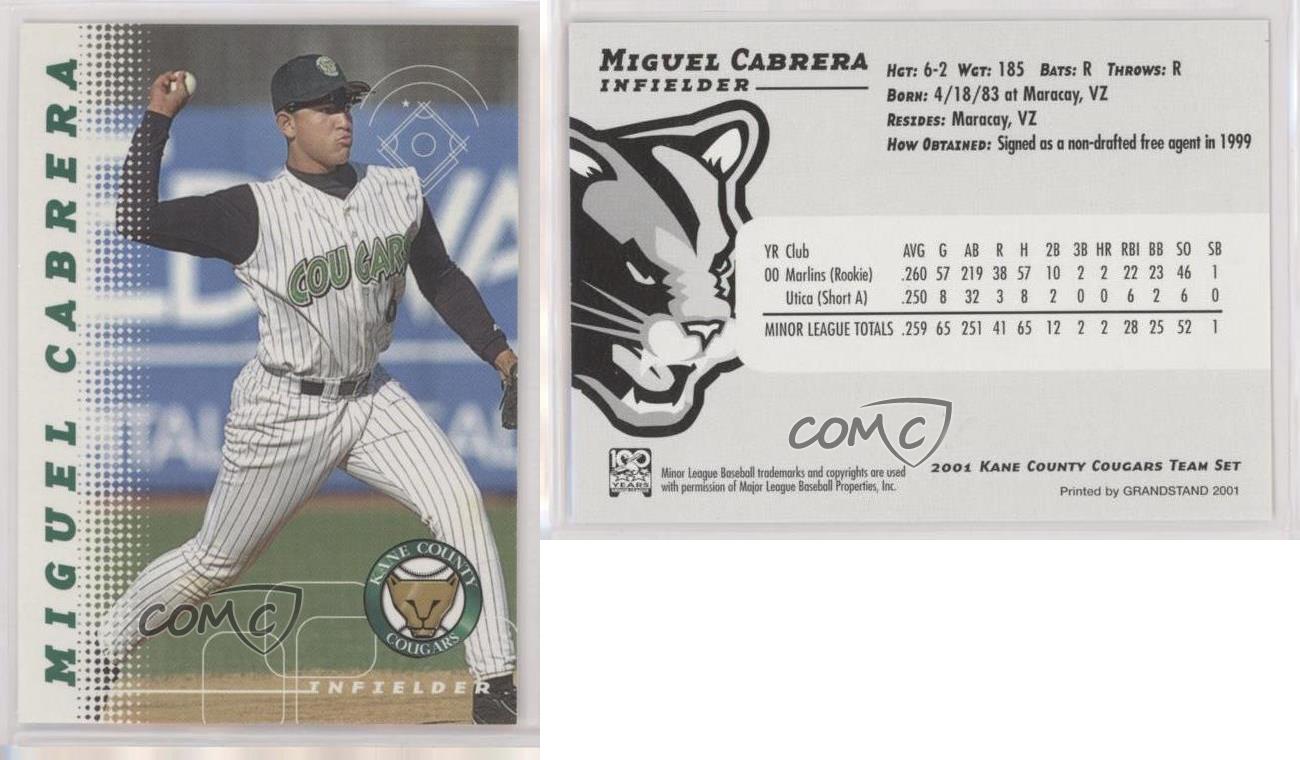 MIGUEL CABRERA
COUGARS
KANE COUNTY
COUGARS
COMC
INFIELDER
MIGUEL CABRERA
INFIELDER
HGT: 6-2 WGT: 185 BATS: R THROWS: R
BORN: 4/18/83 at Maracay, VZ
RESIDES: Maracay, VZ
HOW OBTAINED: Signed as a non-drafted free agent in 1999
YR Club AVG G AB R H 2B 3B HR RBI BB SO SB
00 Marlins (Rookie) .260 57 219 38 57 10 2 2 22 23 46 1
Utica (Short A) .250 8 32 3 8 2 0 0 6 2 6 0
MINOR LEAGUE TOTALS .259 65 251 41 65 12 2 2 28 25 52 1
COMC
100
YEARS
Minor League Baseball trademarks and copyrights are used
with permission of Major League Baseball Properties, Inc.
2001 KANE COUNTY COUGARS TEAM SET
Printed by GRANDSTAND 2001